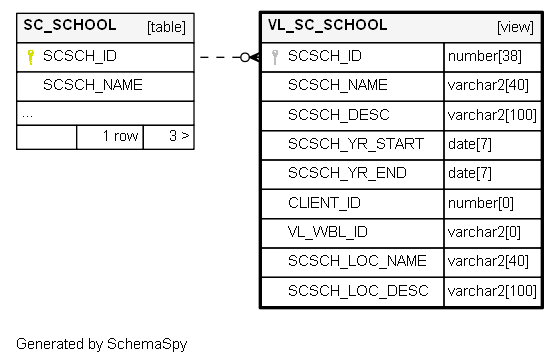 SC_SCHOOL [table]
SCSCH_ID
SCSCH_NAME
...
1 row 3 >
VL_SC_SCHOOL [view]
SCSCH_ID number[38]
SCSCH_NAME varchar2[40]
SCSCH_DESC varchar2[100]
SCSCH_YR_START date[7]
SCSCH_YR_END date[7]
CLIENT_ID number[0]
VL_WBL_ID varchar2[0]
SCSCH_LOC_NAME varchar2[40]
SCSCH_LOC_DESC varchar2[100]
Generated by SchemaSpy